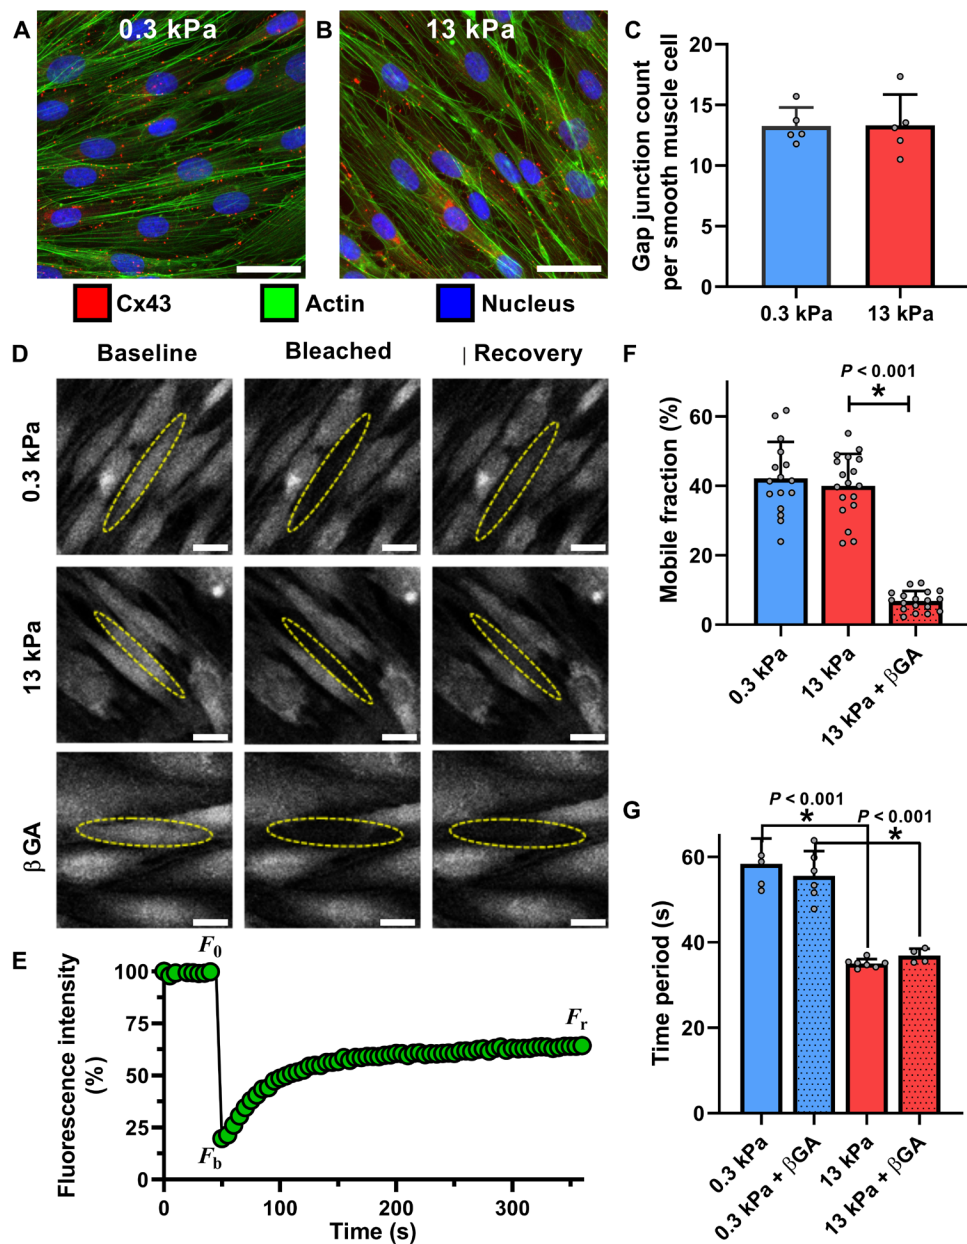 A
0.3 kPa
B
13 kPa
C
Gap junction count
per smooth muscle cell
20
15
10
5
0
0.3 kPa
13 kPa
Cx43
Actin
Nucleus
D
Baseline
Bleached
| Recovery
0.3 kPa
13 kPa
βGA
E
Fluorescence intensity
(%)
100
75
50
25
0
F0
Fb
Fr
0
100
200
300
Time (s)
F
P < 0.001
*
Mobile fraction (%)
60
40
20
0
0.3 kPa
13 kPa
13 kPa + βGA
G
P < 0.001
*
P < 0.001
*
Time period (s)
60
40
20
0
0.3 kPa
0.3 kPa + βGA
13 kPa
13 kPa + βGA